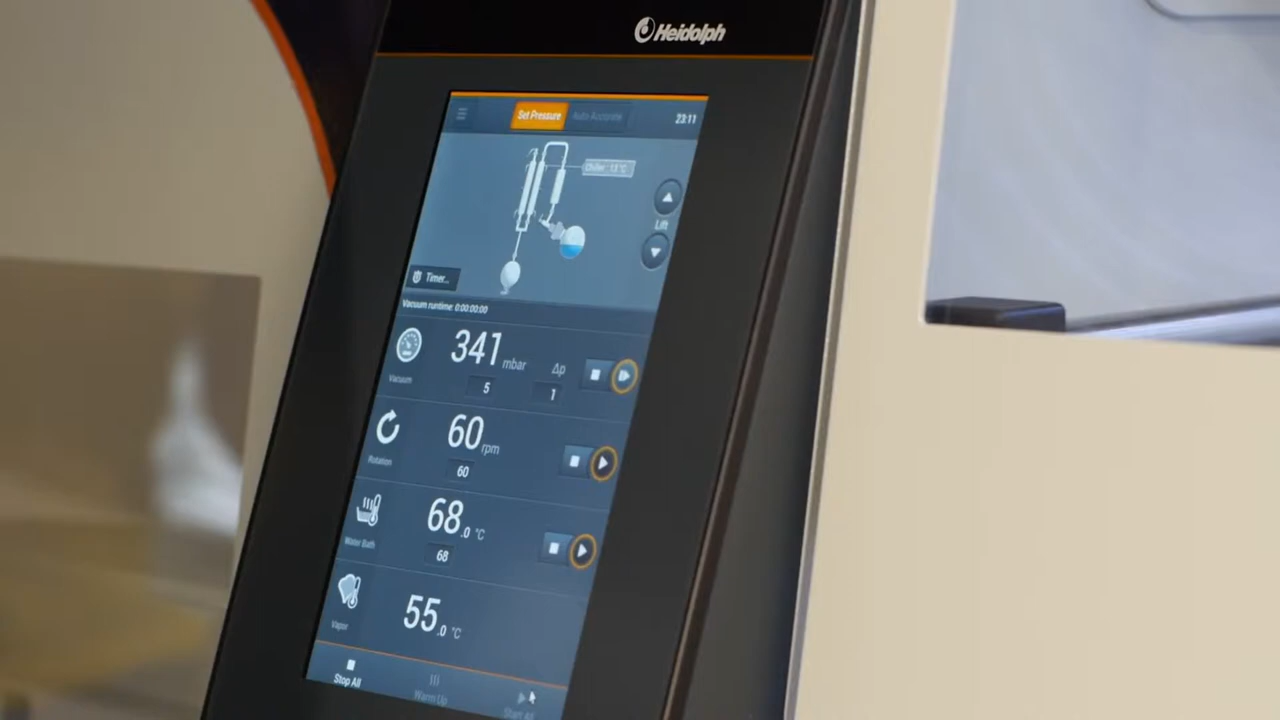 Heidolph
Set Pressure Auto Accurate 23:11
Chiller: 15°C
Lift
Timer...
Vacuum runtime: 0:00:00:00
341 mbar Δp
Vacuum 5 1
60 rpm
Rotation 60
68.0 °C
Water Bath 68
55.0 °C
Vapor
Stop All Warm Up Start All